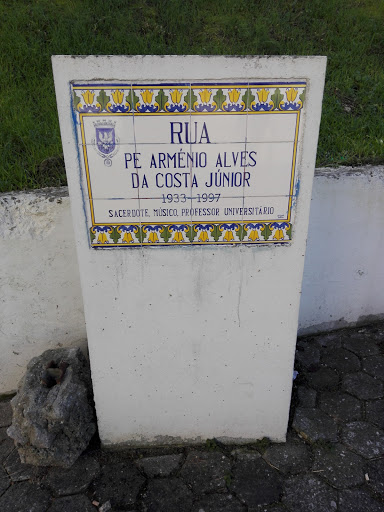 RUA
PE ARMÉNIO ALVES
DA COSTA JÚNIOR
1933-1997
SACERDOTE, MÚSICO, PROFESSOR UNIVERSITÁRIO